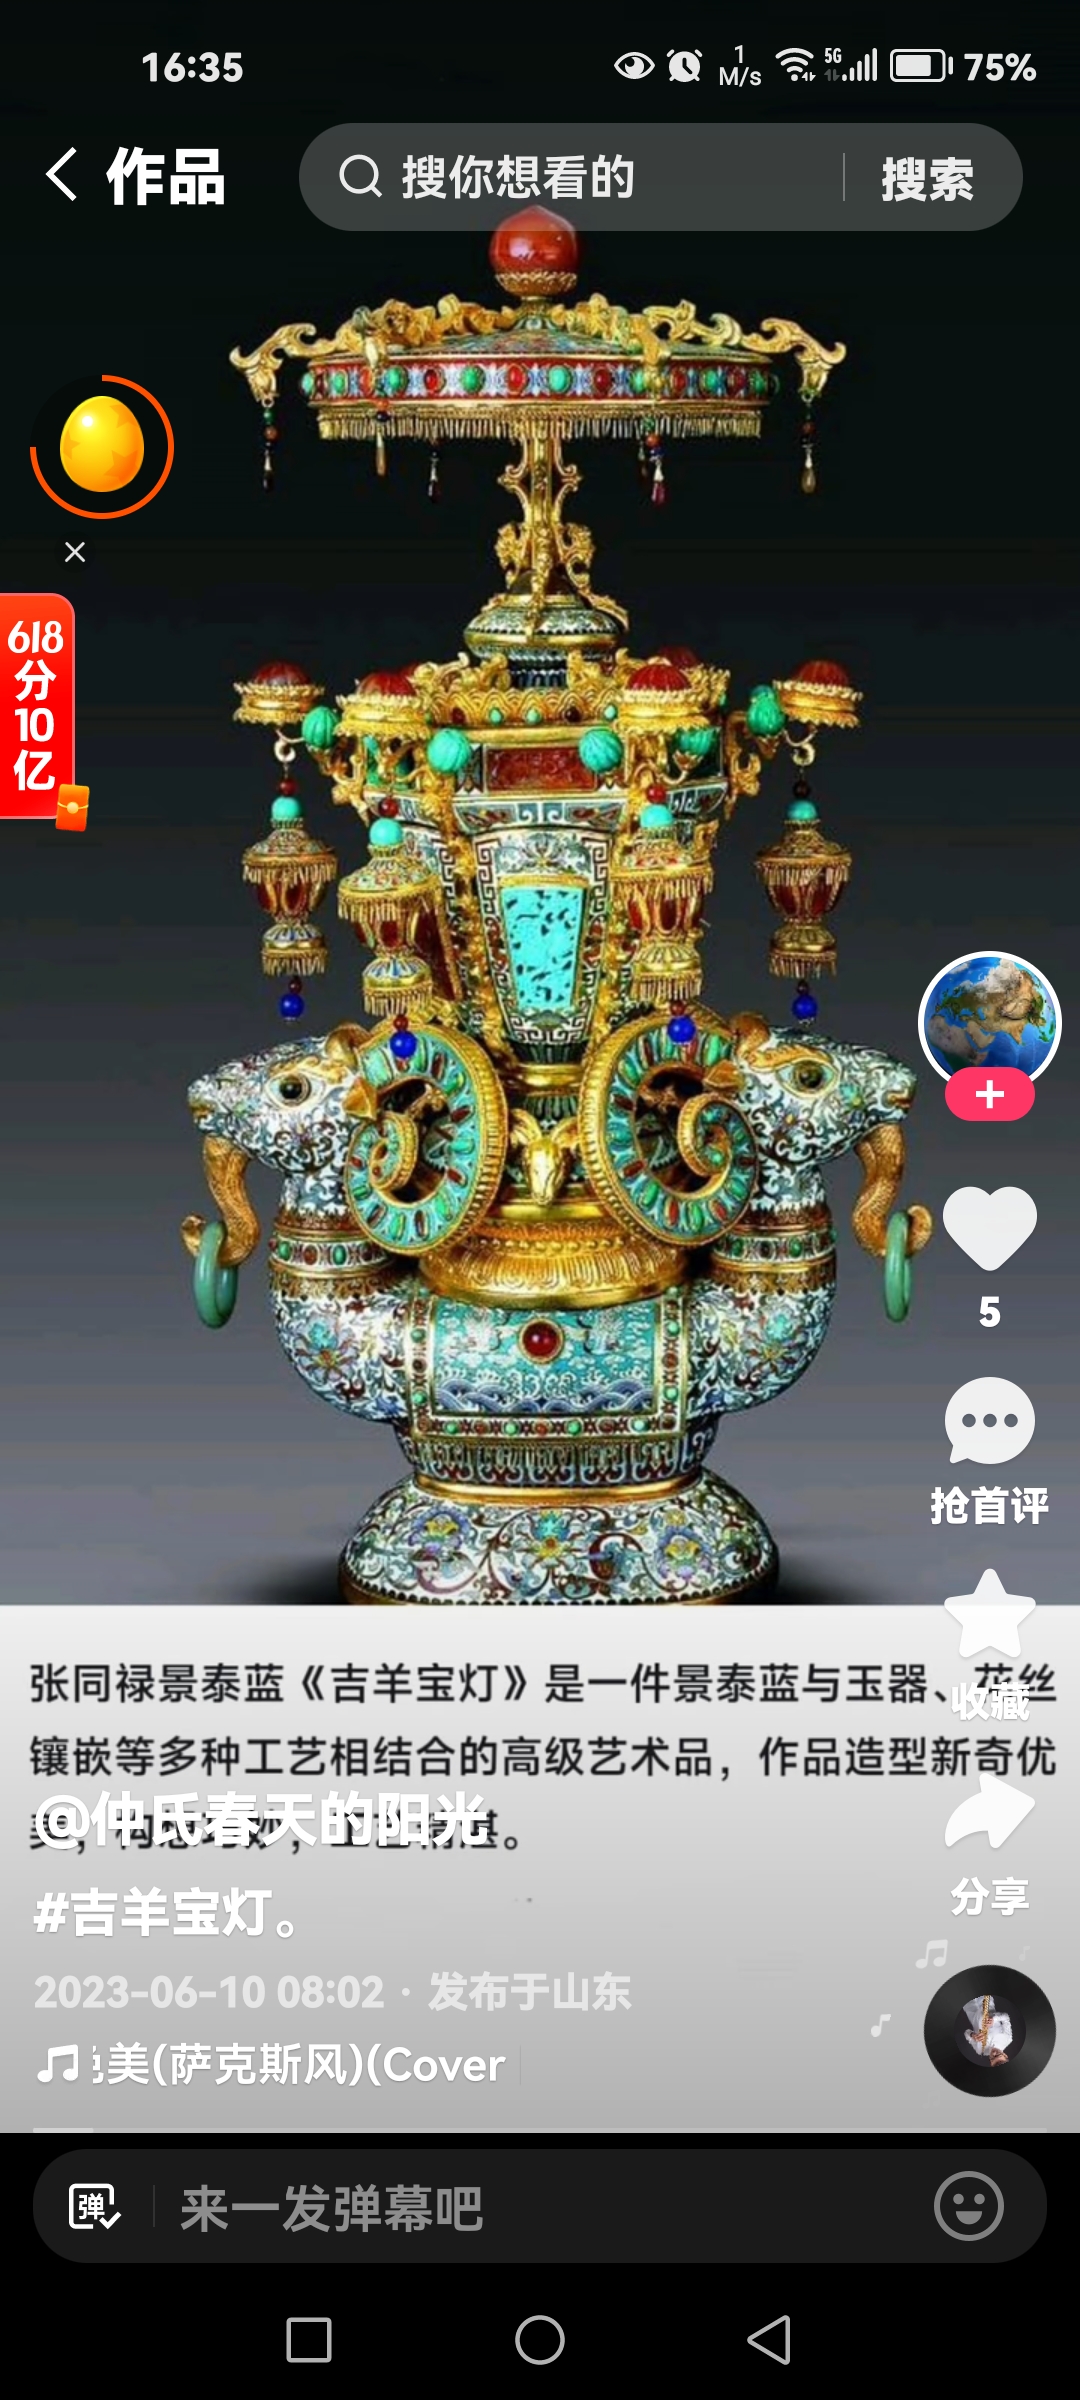 16:35
1 M/s
5G
75%
作品
搜你想看的
搜索
618
分
10
亿
5
抢首评
张同禄景泰蓝《吉羊宝灯》是一件景泰蓝与玉器、花丝
收藏
镶嵌等多种工艺相结合的高级艺术品，作品造型新奇优
@仲氏春天的阳光
#吉羊宝灯。
分享
2023-06-10 08:02 · 发布于山东
美(萨克斯风)(Cover
弹
来一发弹幕吧